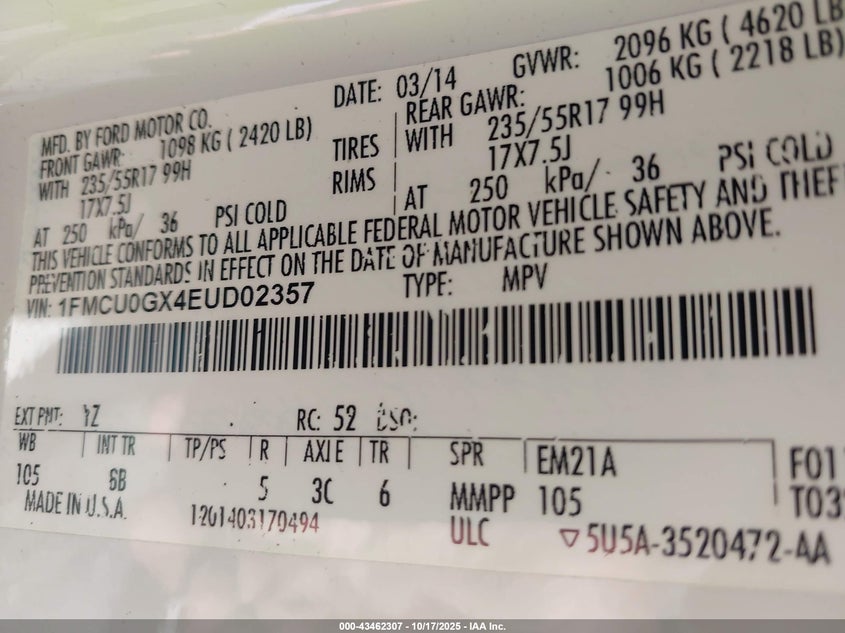 MFD. BY FORD MOTOR CO. DATE: 03/14 GVWR: 2096 KG ( 4620 LB
FRONT GAWR: 1098 KG ( 2420 LB) REAR GAWR: 1006 KG ( 2218 LB)
WITH 235/55R17 99H TIRES WITH 235/55R17 99H
17X7.5J RIMS 17X7.5J
AT 250 kPa/ 36 PSI COLD AT 250 kPa/ 36 PSI COLD
THIS VEHICLE CONFORMS TO ALL APPLICABLE FEDERAL MOTOR VEHICLE SAFETY AND THEF
PREVENTION STANDARDS IN EFFECT ON THE DATE OF MANUFACTURE SHOWN ABOVE.
VIN: 1FMCU0GX4EUD02357 TYPE: MPV
EXT PNT: RC: 52 DSO:
WB INT TR TP/PS R AXLE TR SPR EM21A F01
105 6B 5 3C 6 MMPP 105 T03
MADE IN U.S.A. 1201403170494 ULC ▽5U5A-3520472-AA
000-43462307 / 10/17/2025 - IAA Inc.